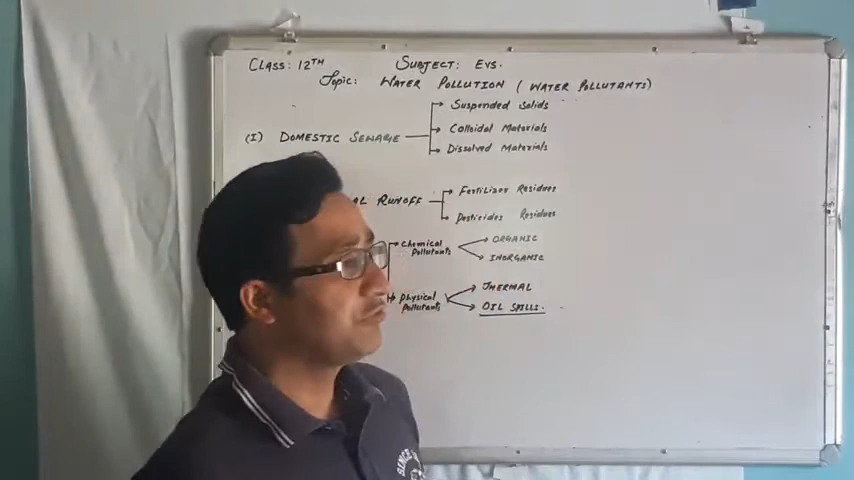 CLASS: 12TH SUBJECT: EVS.
Topic: WATER POLLUTION (WATER POLLUTANTS)
Suspended Solids
(I) DOMESTIC SEWAGE Colloidal Materials
Dissolved Materials
AL RUNOFF Fertilizer Residues
Pesticides Residues
Chemical Pollutants ORGANIC
INORGANIC
Physical Pollutants THERMAL
OIL SPILLS.
SINCE